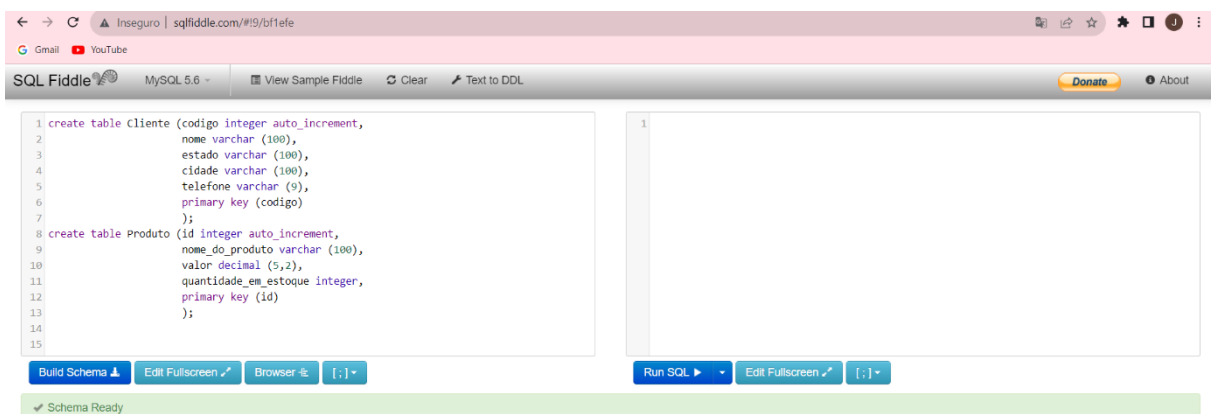 Inseguro | sqlfiddle.com/#!9/bf1efe
J
Gmail YouTube
SQL Fiddle MySQL 5.6 View Sample Fiddle Clear Text to DDL Donate About
1 create table Cliente (codigo integer auto_increment,
2 nome varchar (100),
3 estado varchar (100),
4 cidade varchar (100),
5 telefone varchar (9),
6 primary key (codigo)
7 );
8 create table Produto (id integer auto_increment,
9 nome_do_produto varchar (100),
10 valor decimal (5,2),
11 quantidade_em_estoque integer,
12 primary key (id)
13 );
14
15
1
Build Schema Edit Fullscreen Browser [ ; ]
Run SQL Edit Fullscreen [ ; ]
Schema Ready